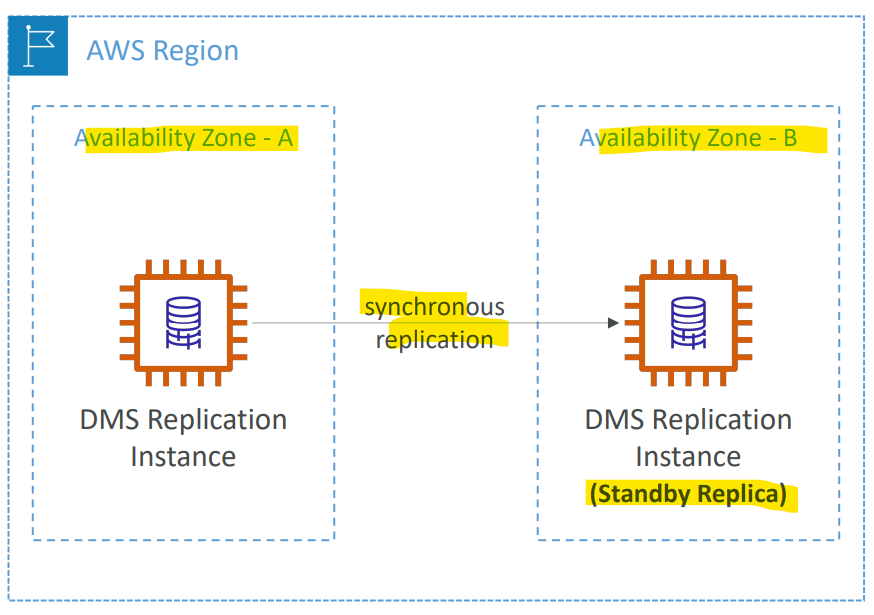 AWS Region
Availability Zone - A
Availability Zone - B
synchronous
replication
DMS Replication
Instance
DMS Replication
Instance
(Standby Replica)